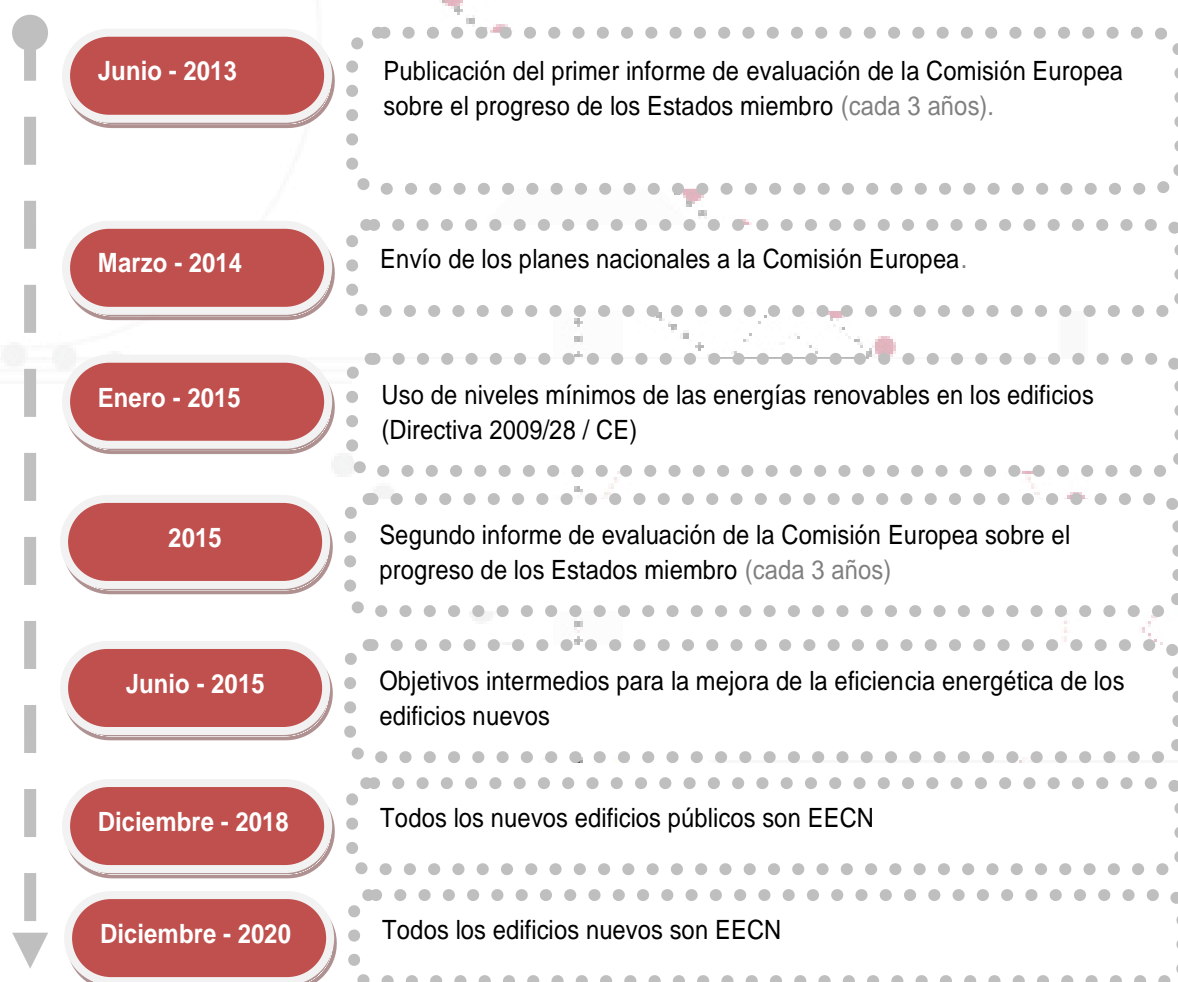 Junio - 2013
Publicación del primer informe de evaluación de la Comisión Europea
sobre el progreso de los Estados miembro (cada 3 años).
Marzo - 2014
Envío de los planes nacionales a la Comisión Europea.
Enero - 2015
Uso de niveles mínimos de las energías renovables en los edificios
(Directiva 2009/28 / CE)
2015
Segundo informe de evaluación de la Comisión Europea sobre el
progreso de los Estados miembro (cada 3 años)
Junio - 2015
Objetivos intermedios para la mejora de la eficiencia energética de los
edificios nuevos
Diciembre - 2018
Todos los nuevos edificios públicos son EECN
Diciembre - 2020
Todos los edificios nuevos son EECN